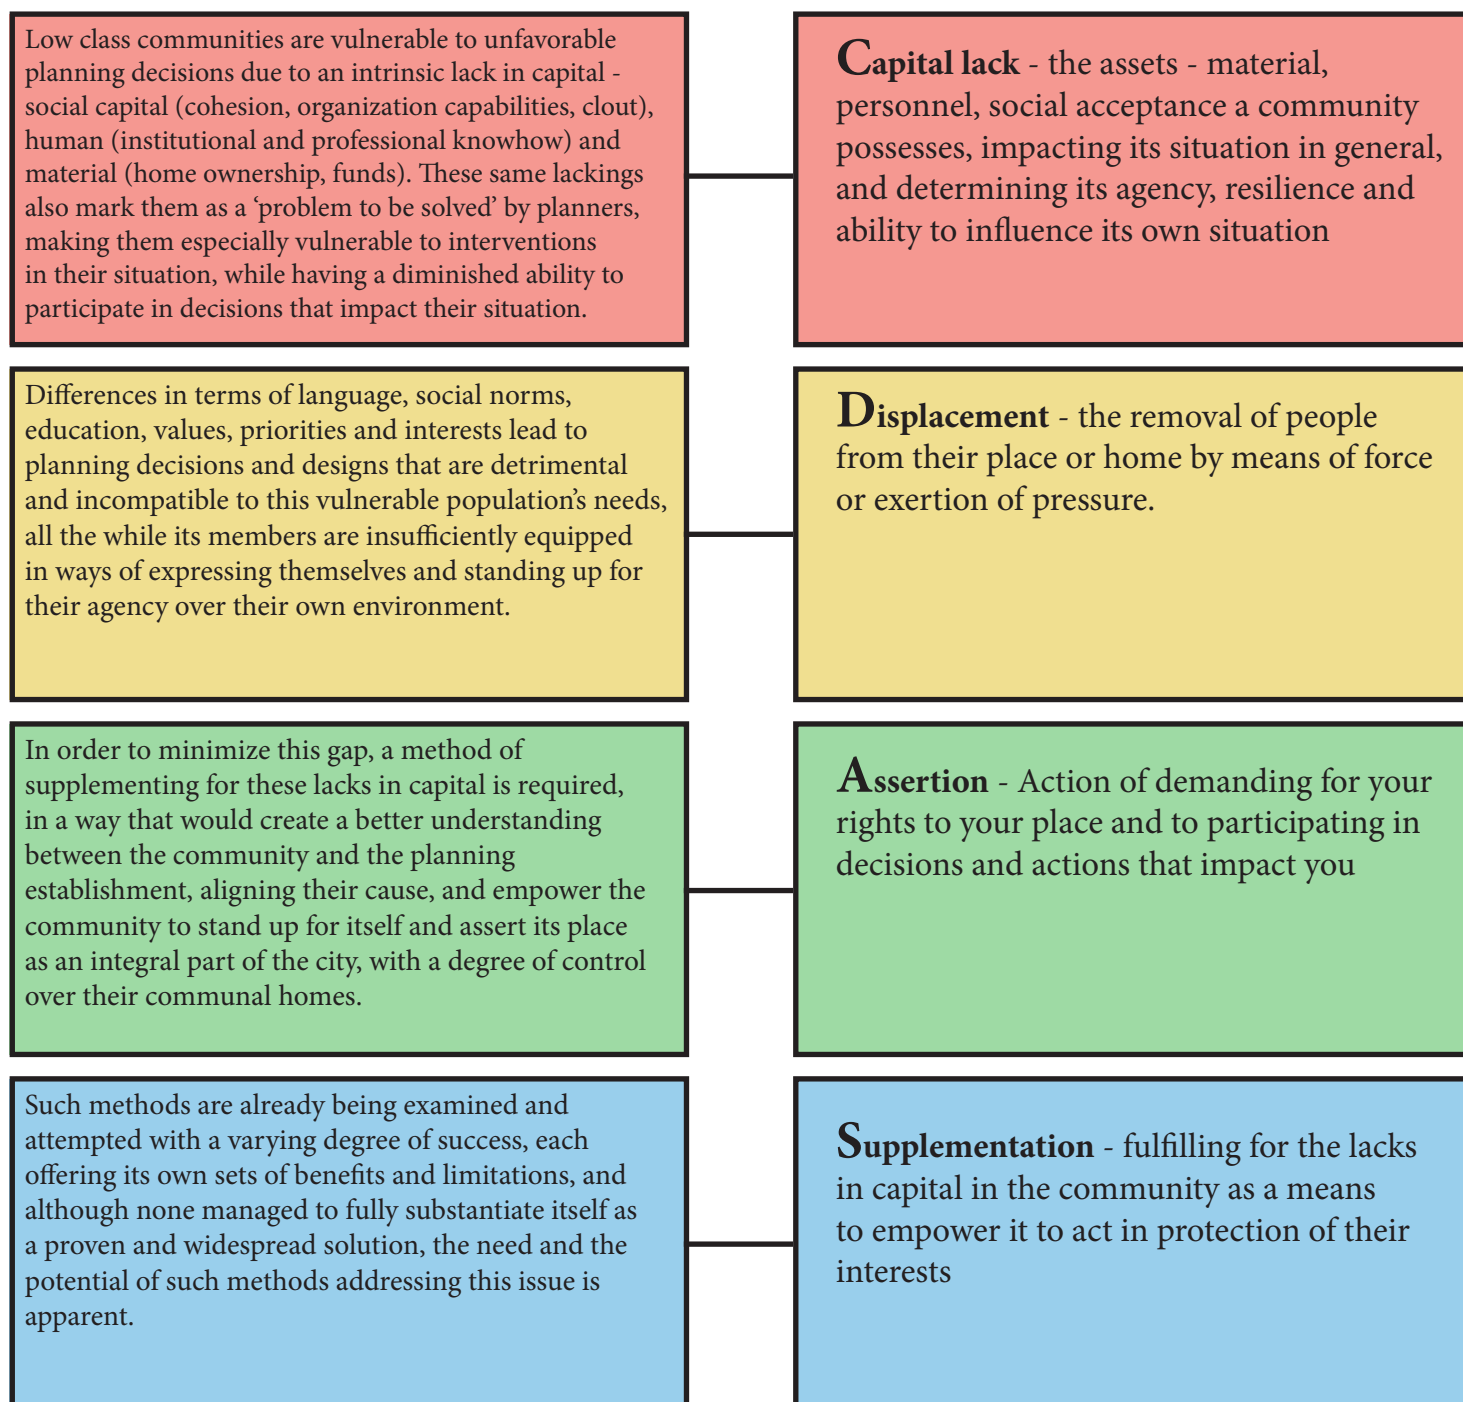 Low class communities are vulnerable to unfavorable
planning decisions due to an intrinsic lack in capital -
social capital (cohesion, organization capabilities, clout),
human (institutional and professional knowhow) and
material (home ownership, funds). These same lackings
also mark them as a ‘problem to be solved’ by planners,
making them especially vulnerable to interventions
in their situation, while having a diminished ability to
participate in decisions that impact their situation.
Capital lack - the assets - material,
personnel, social acceptance a community
possesses, impacting its situation in general,
and determining its agency, resilience and
ability to influence its own situation
Differences in terms of language, social norms,
education, values, priorities and interests lead to
planning decisions and designs that are detrimental
and incompatible to this vulnerable population’s needs,
all the while its members are insufficiently equipped
in ways of expressing themselves and standing up for
their agency over their own environment.
Displacement - the removal of people
from their place or home by means of force
or exertion of pressure.
In order to minimize this gap, a method of
supplementing for these lacks in capital is required,
in a way that would create a better understanding
between the community and the planning
establishment, aligning their cause, and empower the
community to stand up for itself and assert its place
as an integral part of the city, with a degree of control
over their communal homes.
Assertion - Action of demanding for your
rights to your place and to participating in
decisions and actions that impact you
Such methods are already being examined and
attempted with a varying degree of success, each
offering its own sets of benefits and limitations, and
although none managed to fully substantiate itself as
a proven and widespread solution, the need and the
potential of such methods addressing this issue is
apparent.
Supplementation - fulfilling for the lacks
in capital in the community as a means
to empower it to act in protection of their
interests